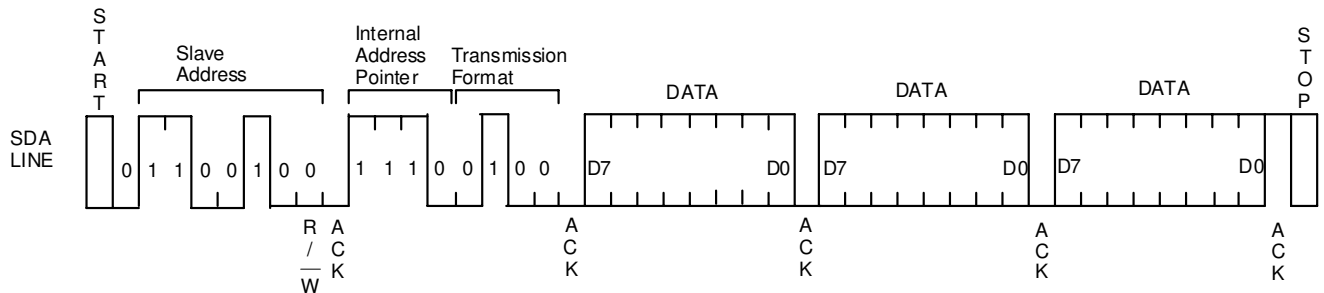 START
Slave
Address
Internal
Address
Pointer
Transmission
Format
DATA
DATA
DATA
STOP
SDA
LINE
0 1 1 0 0 1 0 0
1 1 1 0 0 1 0 0
D7 D0
D7 D0
D7 D0
R/W
ACK
ACK
ACK
ACK
ACK